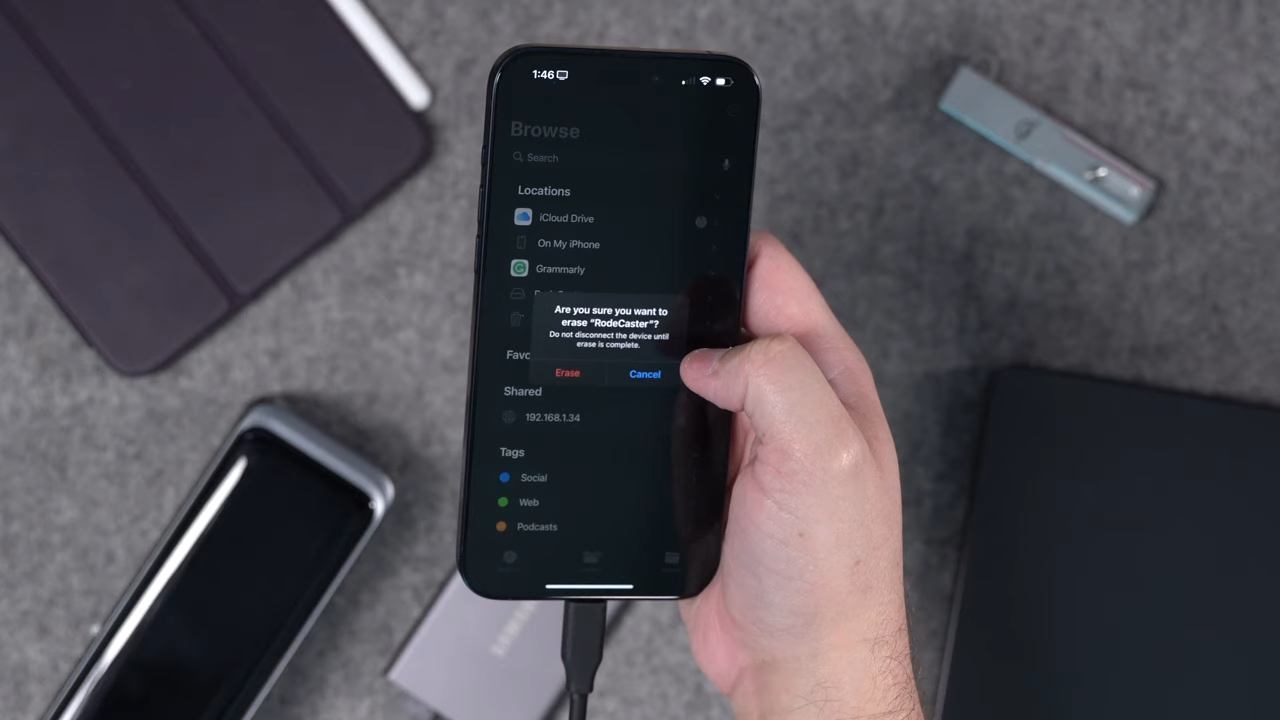 1:46
Browse
Search
Locations
iCloud Drive
On My iPhone
Grammarly
Are you sure you want to
erase “RodeCaster”?
Do not disconnect the device until
erase is complete.
Erase
Cancel
Favo
Shared
192.168.1.34
Tags
Social
Web
Podcasts